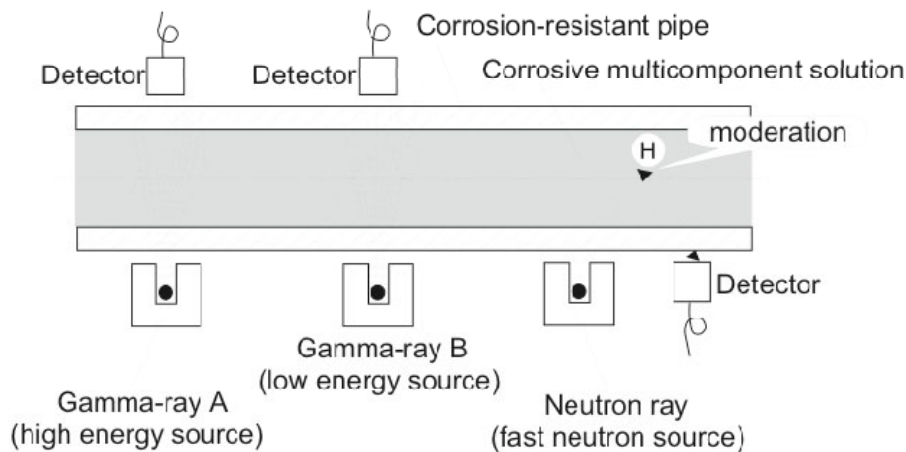 Corrosion-resistant pipe
Detector
Detector
Corrosive multicomponent solution
moderation
H
Detector
Gamma-ray B
(low energy source)
Gamma-ray A
(high energy source)
Neutron ray
(fast neutron source)